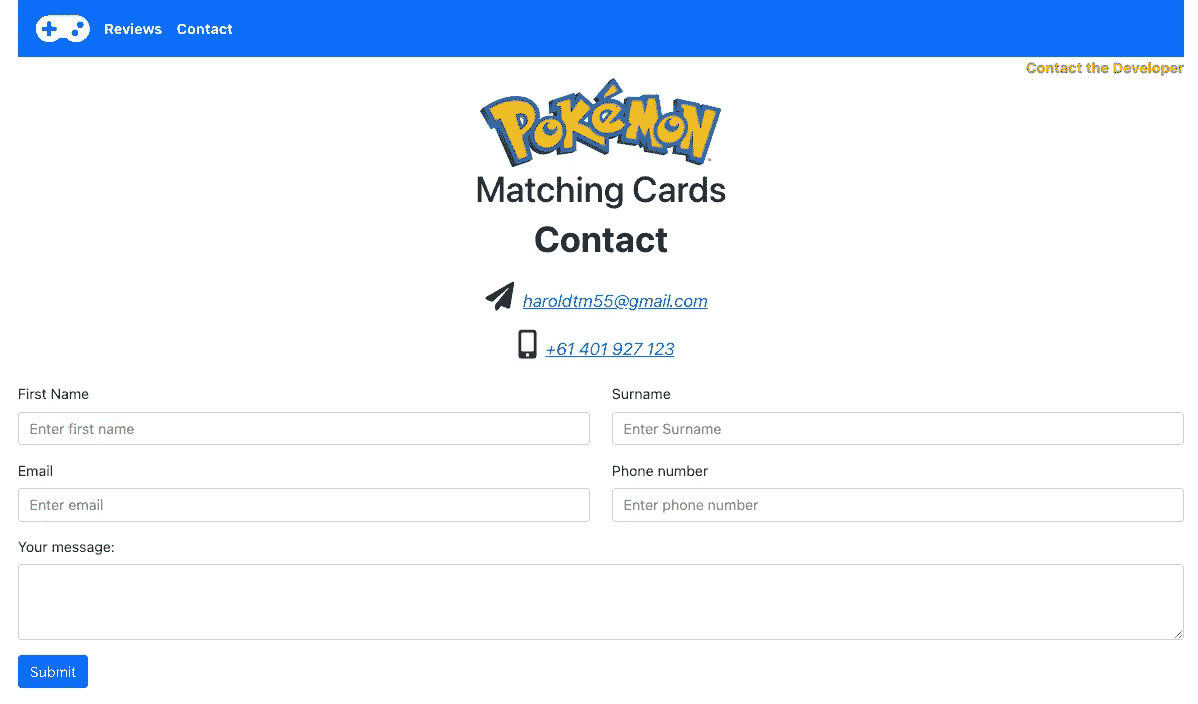 Reviews Contact
Contact the Developer
POKéMON
™
Matching Cards
Contact
haroldtm55@gmail.com
+61 401 927 123
First Name Surname
Enter first name Enter Surname
Email Phone number
Enter email Enter phone number
Your message:
Submit